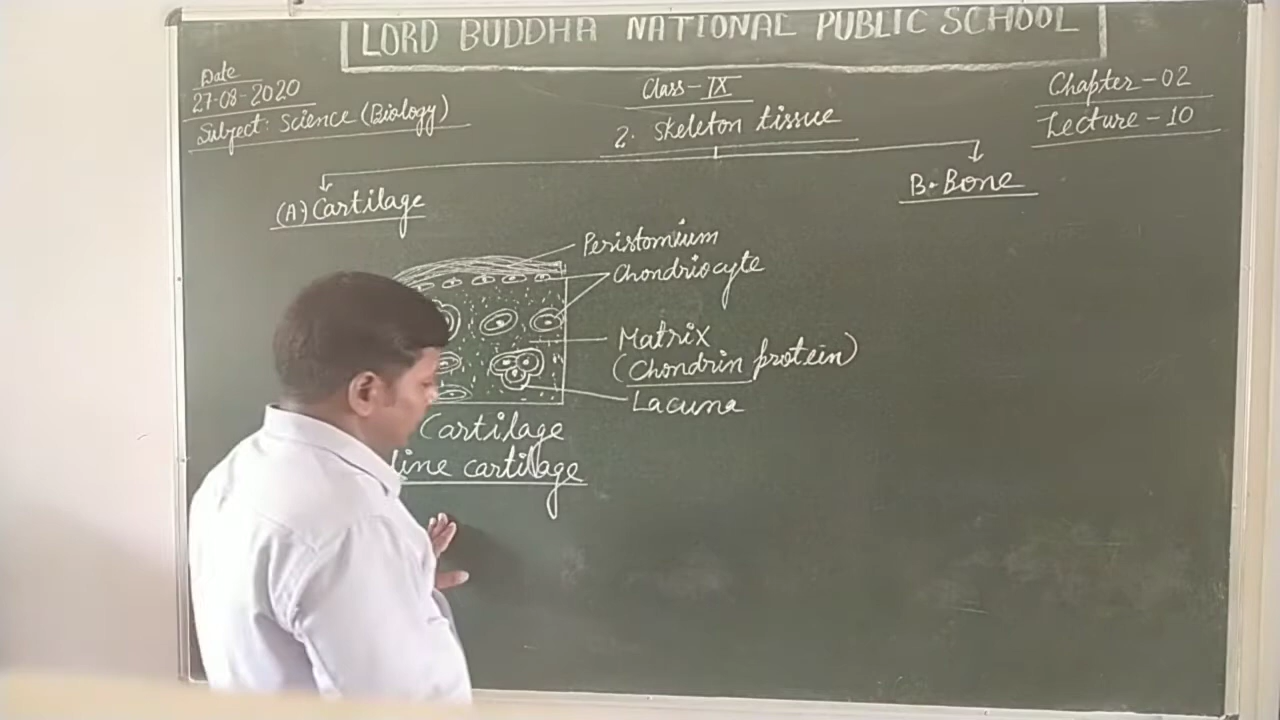 LORD BUDDHA NATIONAL PUBLIC SCHOOL
Date
27-08-2020
Subject: Science (Biology)
Class-IX
2. Skeleton tissue
Chapter-02
Lecture-10
(A) Cartilage
B. Bone
Peristomium
Chondriocyte
Matrix
(Chondrin protein)
Lacuna
Cartilage
line cartilage